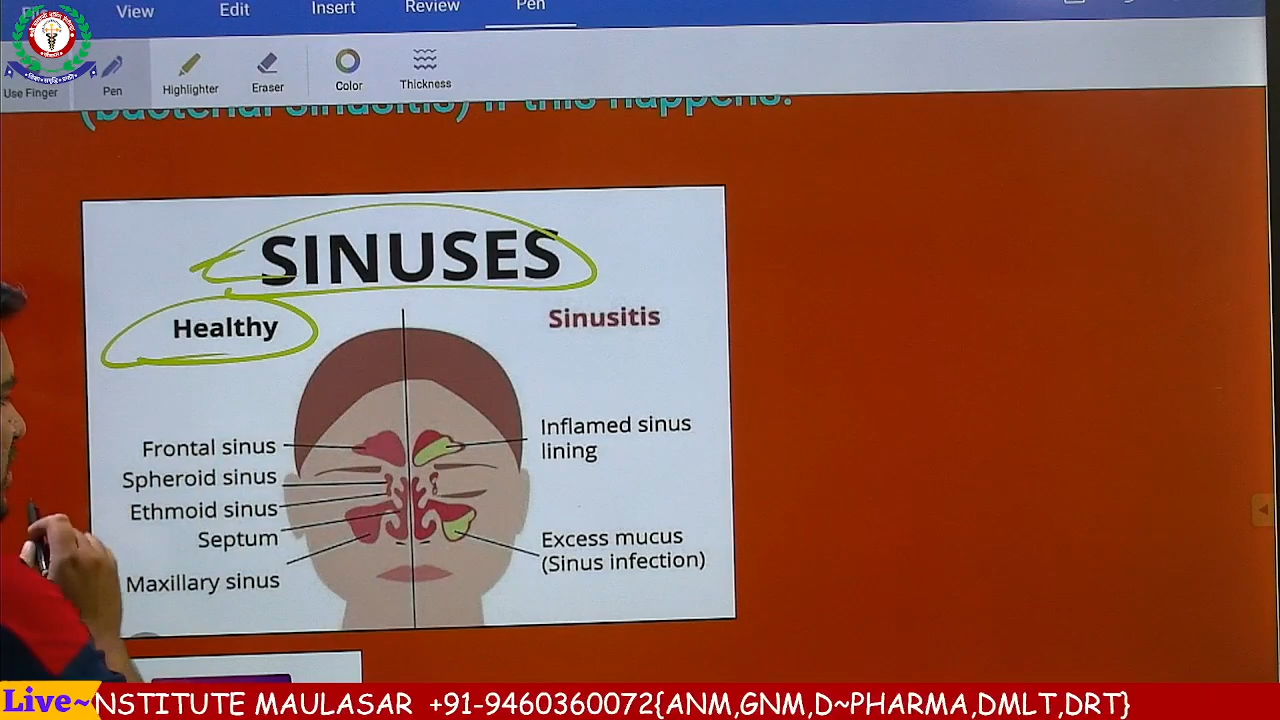 File View Edit Insert Review Pen
Use Finger Pen Highlighter Eraser Color Thickness
(bacterial sinusitis) if this happens.
SINUSES
Healthy
Sinusitis
Frontal sinus
Spheroid sinus
Ethmoid sinus
Septum
Maxillary sinus
Inflamed sinus
lining
Excess mucus
(Sinus infection)
Live~ NSTITUTE MAULASAR +91-9460360072{ANM,GNM,D~PHARMA,DMLT,DRT}